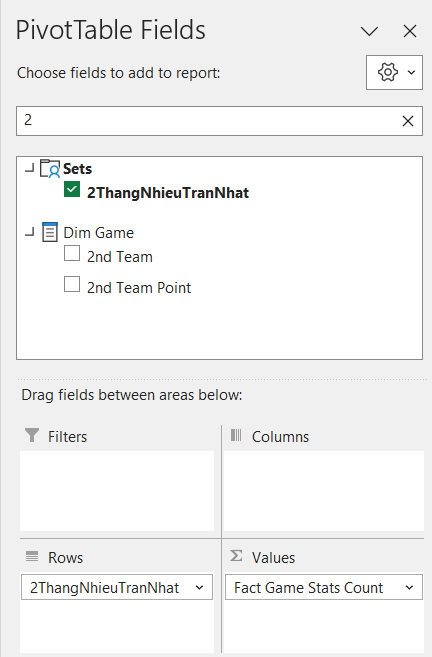 PivotTable Fields
Choose fields to add to report:
2
Sets
2ThangNhieuTranNhat
Dim Game
2nd Team
2nd Team Point
Drag fields between areas below:
Filters
Columns
Rows
Values
2ThangNhieuTranNhat
Fact Game Stats Count